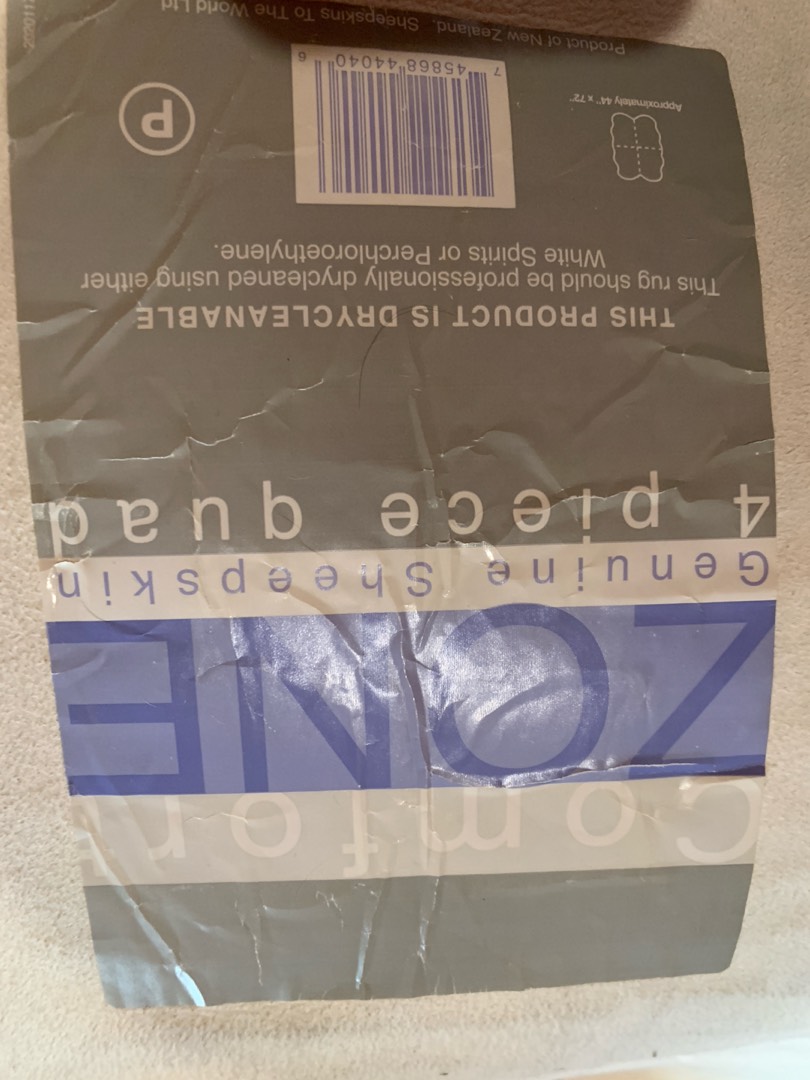 Comfort
ZONE
Genuine Sheepskin
4 piece quad
THIS PRODUCT IS DRYCLEANABLE
This rug should be professionally drycleaned using either
White Spirits or Perchloroethylene.
Approximately 44" x 72"
7 45868 44040 6
P
Product of New Zealand. Sheepskins To The World Ltd